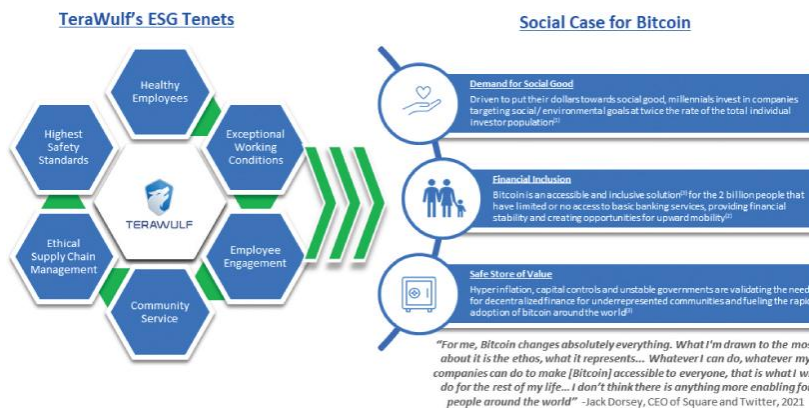 TeraWulf's ESG Tenets
Healthy
Employees
Highest
Safety
Standards
Exceptional
Working
Conditions
TERAWULF
Ethical
Supply Chain
Management
Employee
Engagement
Community
Service
Social Case for Bitcoin
Demand for Social Good
Driven to put their dollars towards social good, millennials invest in companies
targeting social/ environmental goals at twice the rate of the total individual
investor population
Financial Inclusion
Bitcoin is an accessible and inclusive solution for the 2 billion people that
have limited or no access to basic banking services, providing financial
stability and creating opportunities for upward mobility
Safe Store of Value
Hyper inflation, capital controls and unstable governments are validating the need
for decentralized finance for underrepresented communities and fueling the rapid
adoption of bitcoin around the world
"For me, Bitcoin changes absolutely everything. What I'm drawn to the mos
about it is the ethos, what it represents... Whatever I can do, whatever my
companies can do to make [Bitcoin] accessible to everyone, that is what I w
do for the rest of my life... I don't think there is anything more enabling fo
people around the world" -Jack Dorsey, CEO of Square and Twitter, 2021